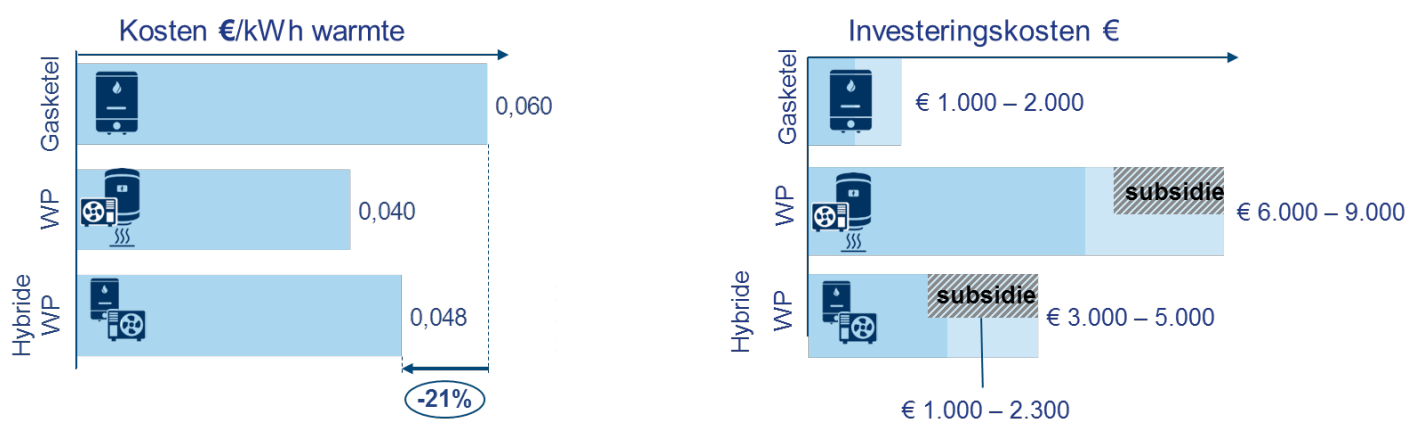 Kosten €/kWh warmte
Gasketel
0,060
WP
0,040
Hybride
WP
0,048
-21%
Investeringskosten €
Gasketel
€ 1.000 – 2.000
WP
subsidie
€ 6.000 – 9.000
Hybride
WP
subsidie
€ 3.000 – 5.000
€ 1.000 – 2.300